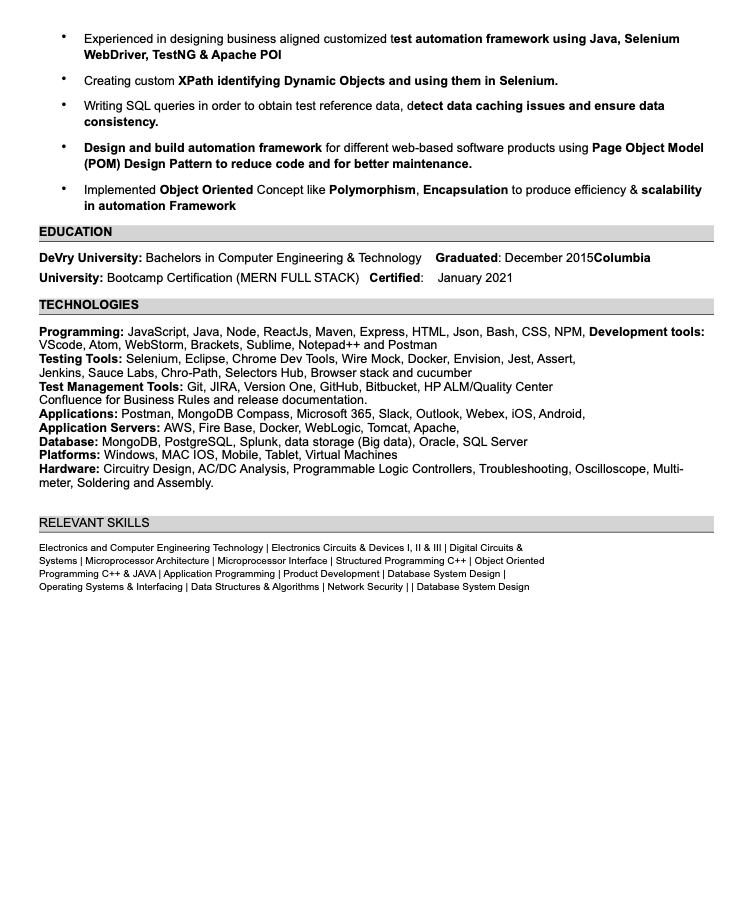 • Experienced in designing business aligned customized test automation framework using Java, Selenium
WebDriver, TestNG & Apache POI
• Creating custom XPath identifying Dynamic Objects and using them in Selenium.
• Writing SQL queries in order to obtain test reference data, detect data caching issues and ensure data
consistency.
• Design and build automation framework for different web-based software products using Page Object Model
(POM) Design Pattern to reduce code and for better maintenance.
• Implemented Object Oriented Concept like Polymorphism, Encapsulation to produce efficiency & scalability
in automation Framework
EDUCATION
DeVry University: Bachelors in Computer Engineering & Technology Graduated: December 2015Columbia
University: Bootcamp Certification (MERN FULL STACK) Certified: January 2021
TECHNOLOGIES
Programming: JavaScript, Java, Node, ReactJs, Maven, Express, HTML, Json, Bash, CSS, NPM, Development tools:
VScode, Atom, WebStorm, Brackets, Sublime, Notepad++ and Postman
Testing Tools: Selenium, Eclipse, Chrome Dev Tools, Wire Mock, Docker, Envision, Jest, Assert,
Jenkins, Sauce Labs, Chro-Path, Selectors Hub, Browser stack and cucumber
Test Management Tools: Git, JIRA, Version One, GitHub, Bitbucket, HP ALM/Quality Center
Confluence for Business Rules and release documentation.
Applications: Postman, MongoDB Compass, Microsoft 365, Slack, Outlook, Webex, iOS, Android,
Application Servers: AWS, Fire Base, Docker, WebLogic, Tomcat, Apache,
Database: MongoDB, PostgreSQL, Splunk, data storage (Big data), Oracle, SQL Server
Platforms: Windows, MAC IOS, Mobile, Tablet, Virtual Machines
Hardware: Circuitry Design, AC/DC Analysis, Programmable Logic Controllers, Troubleshooting, Oscilloscope, Multi-
meter, Soldering and Assembly.
RELEVANT SKILLS
Electronics and Computer Engineering Technology | Electronics Circuits & Devices I, II & III | Digital Circuits &
Systems | Microprocessor Architecture | Microprocessor Interface | Structured Programming C++ | Object Oriented
Programming C++ & JAVA | Application Programming | Product Development | Database System Design |
Operating Systems & Interfacing | Data Structures & Algorithms | Network Security | | Database System Design